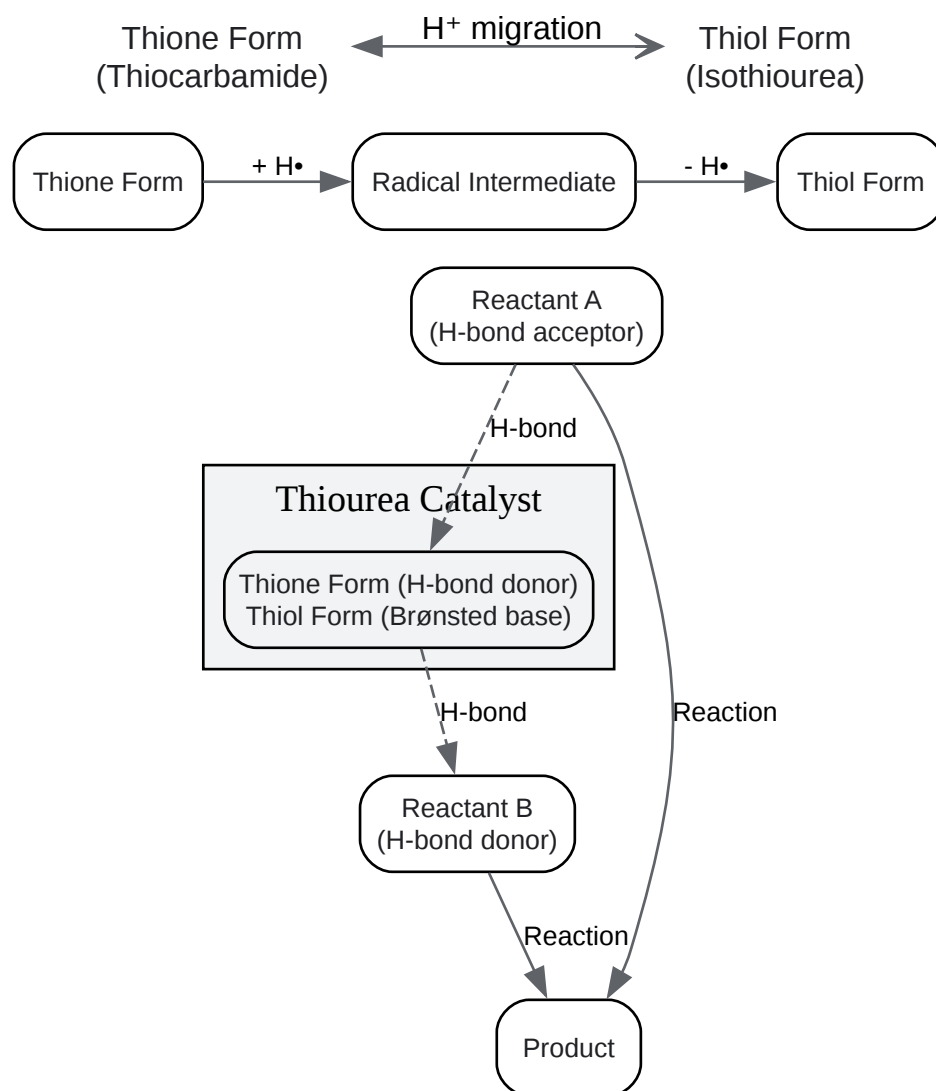 Thione Form
(Thiocarbamide)
H⁺ migration
Thiol Form
(Isothiourea)
Thione Form
+ H•
Radical Intermediate
- H•
Thiol Form
Reactant A
(H-bond acceptor)
H-bond
Thiourea Catalyst
Thione Form (H-bond donor)
Thiol Form (Brønsted base)
H-bond
Reaction
Reactant B
(H-bond donor)
Reaction
Product